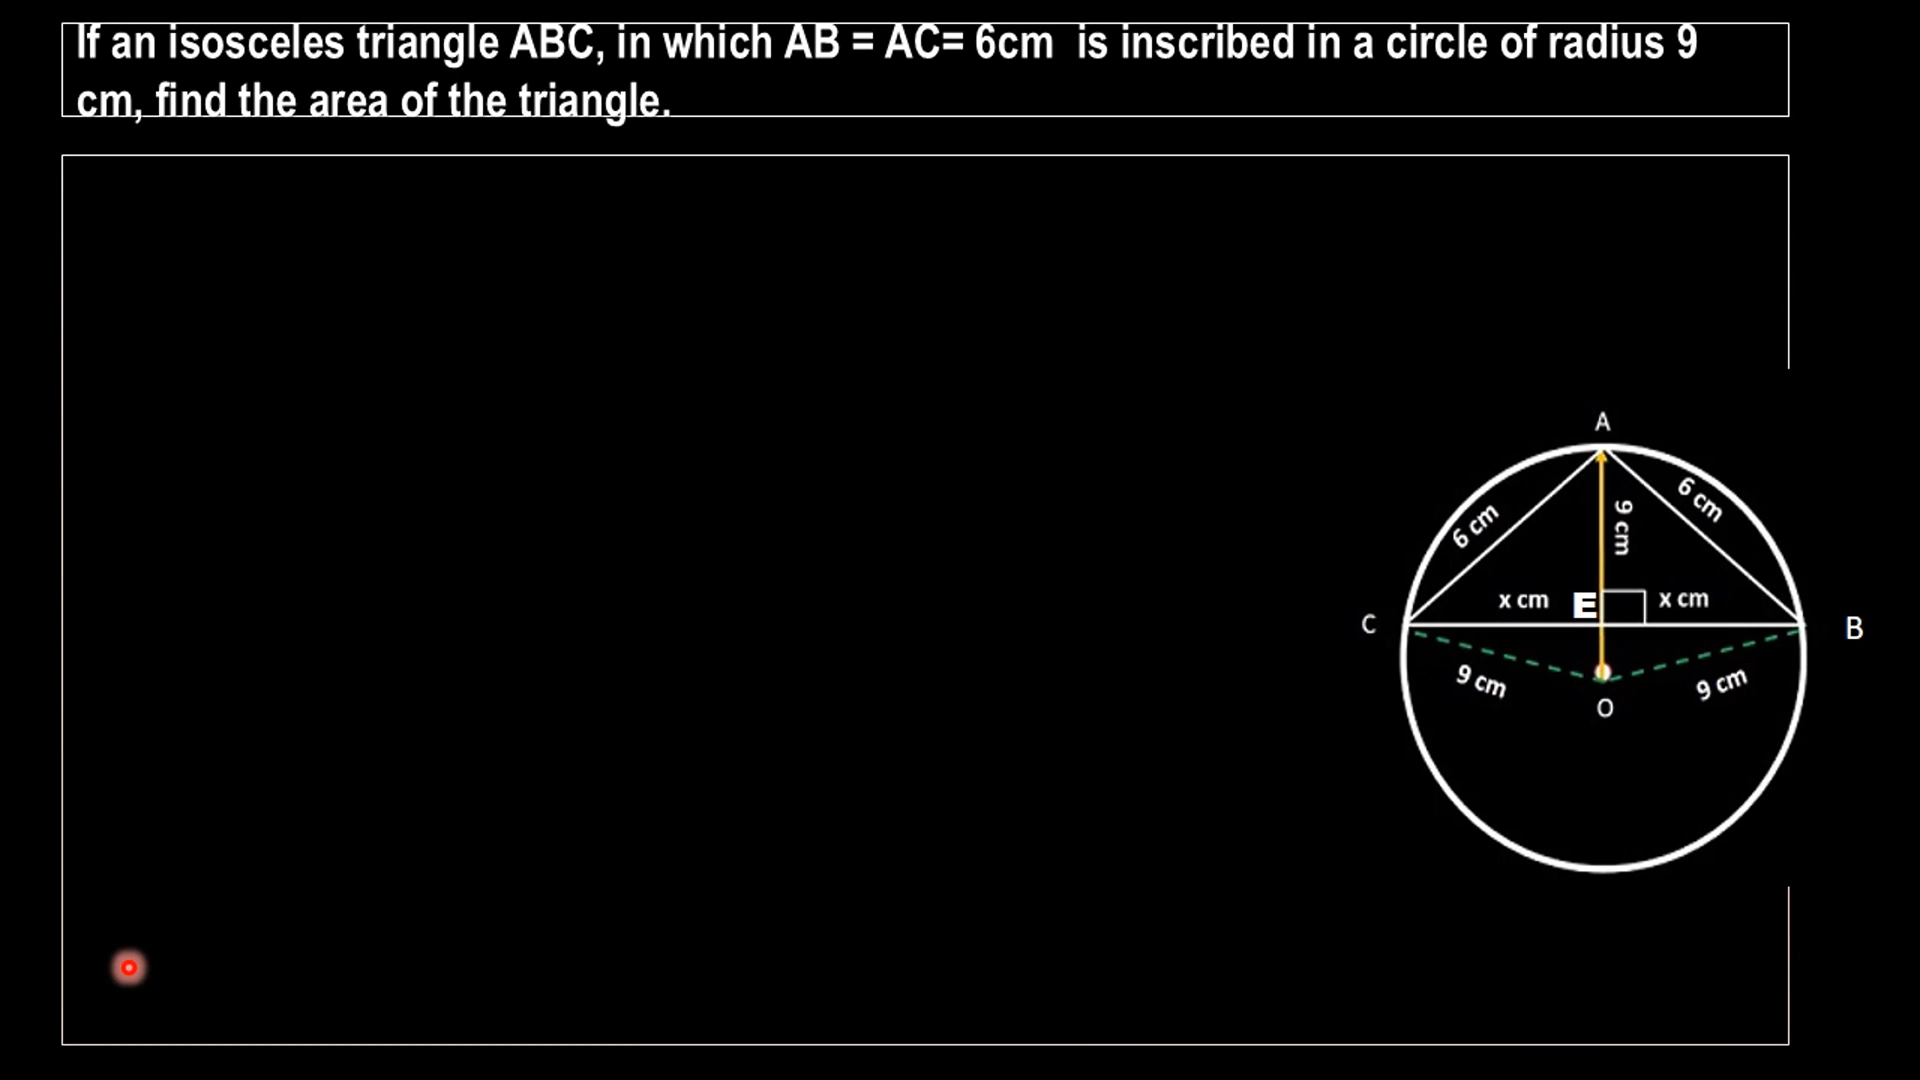 If an isosceles triangle ABC, in which AB = AC= 6cm  is inscribed in a circle of radius 9
cm, find the area of the triangle.
A
6 cm
9 cm
6 cm
x cm
E
x cm
C
B
9 cm
9 cm
O